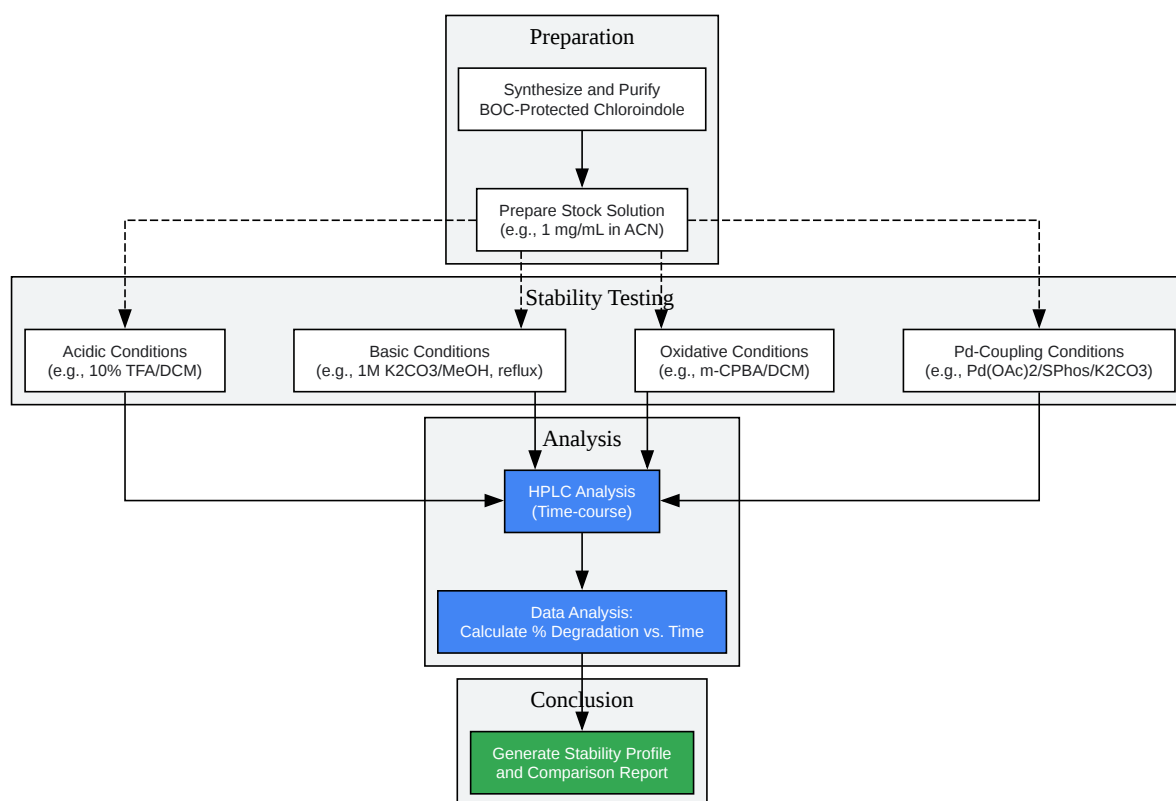 Preparation
Synthesize and Purify
BOC-Protected Chloroindole
Prepare Stock Solution
(e.g., 1 mg/mL in ACN)
Stability Testing
Acidic Conditions
(e.g., 10% TFA/DCM)
Basic Conditions
(e.g., 1M K2CO3/MeOH, reflux)
Oxidative Conditions
(e.g., m-CPBA/DCM)
Pd-Coupling Conditions
(e.g., Pd(OAc)2/SPhos/K2CO3)
Analysis
HPLC Analysis
(Time-course)
Data Analysis:
Calculate % Degradation vs. Time
Conclusion
Generate Stability Profile
and Comparison Report